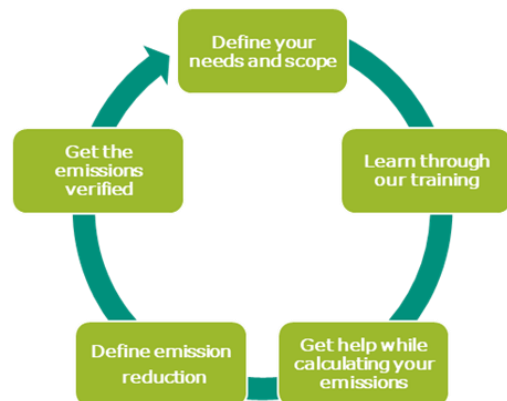 Define your
needs and scope
Learn through
our training
Get help while
calculating your
emissions
Define emission
reduction
Get the
emissions
verified